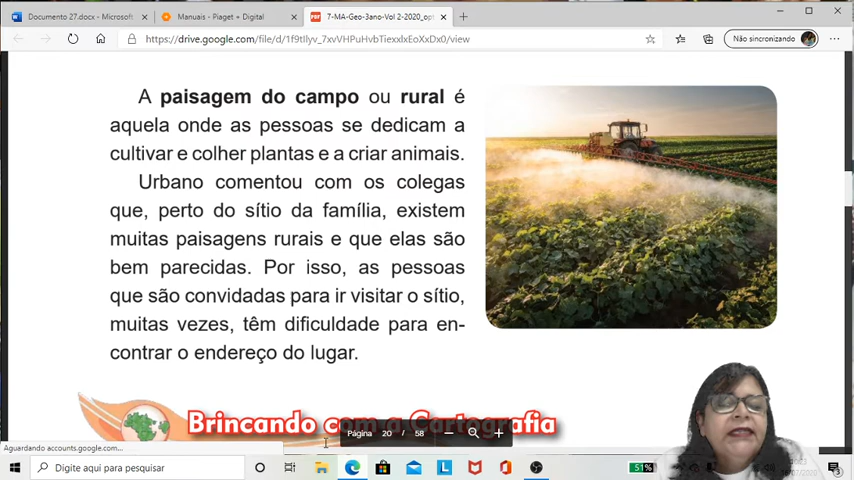 Documento 27.docx - Microsoft
Manuais - Piaget + Digital
PDF
7-MA-Geo-3ano-Vol 2-2020_opt
https://drive.google.com/file/d/1f9tIlyv_7xvVHPuHvbTiexxlxEoXxDx0/view
Não sincronizando
A paisagem do campo ou rural é
aquela onde as pessoas se dedicam a
cultivar e colher plantas e a criar animais.
Urbano comentou com os colegas
que, perto do sítio da família, existem
muitas paisagens rurais e que elas são
bem parecidas. Por isso, as pessoas
que são convidadas para ir visitar o sítio,
muitas vezes, têm dificuldade para en-
contrar o endereço do lugar.
Brincando com a Cartografia
Página 20 / 58
Aguardando accounts.google.com...
Digite aqui para pesquisar
51%